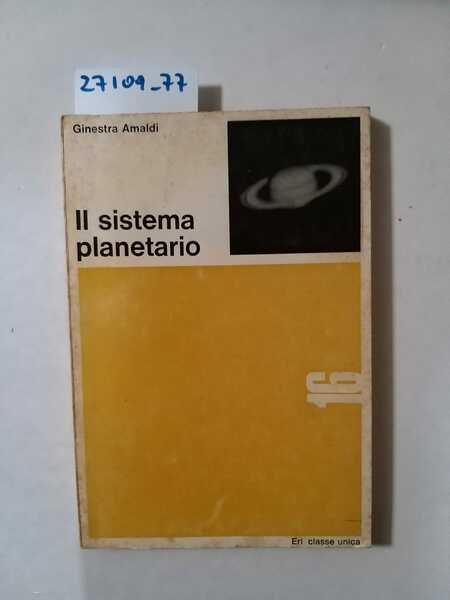 27109_77
Ginestra Amaldi
Il sistema
planetario
16
Eri classe unica